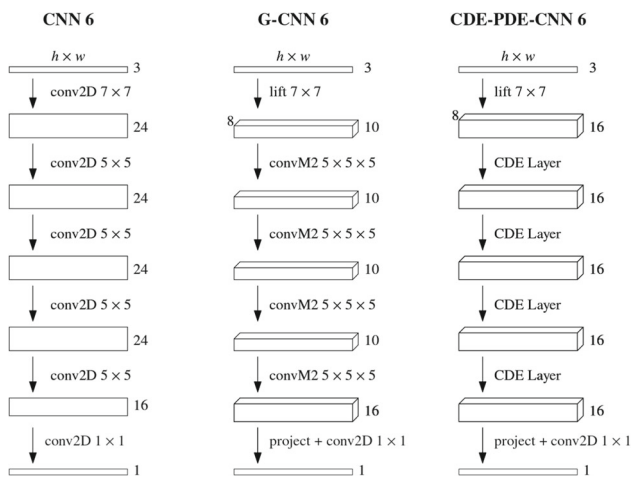 CNN 6
h × w
3
conv2D 7 × 7
24
conv2D 5 × 5
24
conv2D 5 × 5
24
conv2D 5 × 5
24
conv2D 5 × 5
16
conv2D 1 × 1
1
G-CNN 6
h × w
3
lift 7 × 7
8
10
convM2 5 × 5 × 5
10
convM2 5 × 5 × 5
10
convM2 5 × 5 × 5
10
convM2 5 × 5 × 5
16
project + conv2D 1 × 1
1
CDE-PDE-CNN 6
h × w
3
lift 7 × 7
8
16
CDE Layer
16
CDE Layer
16
CDE Layer
16
CDE Layer
16
project + conv2D 1 × 1
1